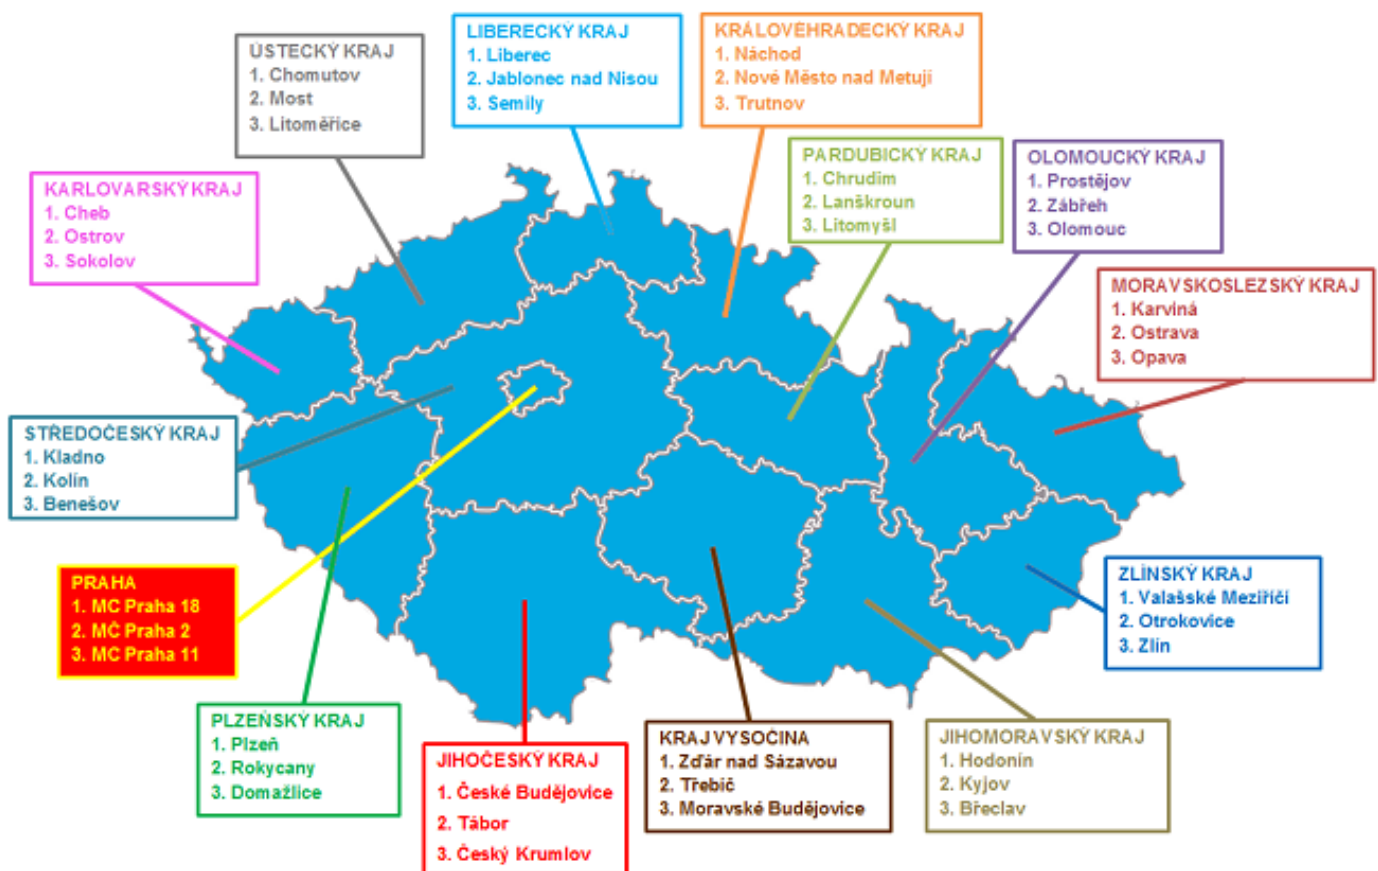 LIBERECKÝ KRAJ
1. Liberec
2. Jablonec nad Nisou
3. Semily
KRÁLOVÉHRADECKÝ KRAJ
1. Náchod
2. Nové Město nad Metují
3. Trutnov
ÚSTECKÝ KRAJ
1. Chomutov
2. Most
3. Litoměřice
PARDUBICKÝ KRAJ
1. Chrudim
2. Lanškroun
3. Litomyšl
OLOMOUCKÝ KRAJ
1. Prostějov
2. Zábřeh
3. Olomouc
KARLOVARSKÝ KRAJ
1. Cheb
2. Ostrov
3. Sokolov
MORAVSKOSLEZSKÝ KRAJ
1. Karviná
2. Ostrava
3. Opava
STŘEDOČESKÝ KRAJ
1. Kladno
2. Kolín
3. Benešov
PRAHA
1. MC Praha 18
2. MČ Praha 2
3. MC Praha 11
ZLÍNSKÝ KRAJ
1. Valašské Meziříčí
2. Otrokovice
3. Zlín
PLZEŇSKÝ KRAJ
1. Plzeň
2. Rokycany
3. Domažlice
JIHOČESKÝ KRAJ
1. České Budějovice
2. Tábor
3. Český Krumlov
KRAJ VYSOČINA
1. Zďár nad Sázavou
2. Třebíč
3. Moravské Budějovice
JIHOMORAVSKÝ KRAJ
1. Hodonín
2. Kyjov
3. Břeclav